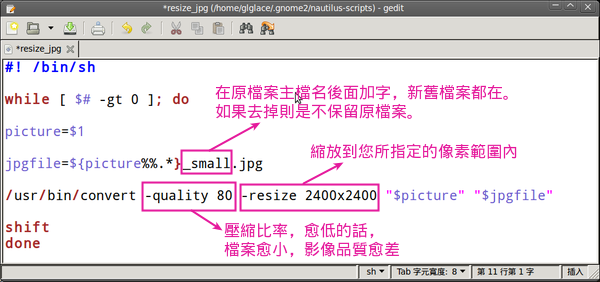 *resize_jpg (/home/glglace/.gnome2/nautilus-scripts) - gedit
*resize_jpg
#! /bin/sh
在原檔案主檔名後面加字，新舊檔案都在。
while [ $# -gt 0 ]; do
如果去掉則是不保留原檔案。
picture=$1
縮放到您所指定的像素範圍內
jpgfile=${picture%%.*}_small.jpg
/usr/bin/convert -quality 80 -resize 2400x2400 "$picture" "$jpgfile"
shift
壓縮比率，愈低的話，
done
檔案愈小，影像品質愈差
sh Tab 字元寬度: 8 第 11 行第 1 字 插入